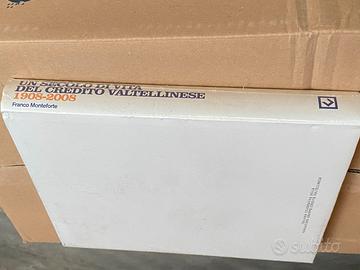 UN SECOLO DI VITA
DEL CREDITO VALTELLINESE
1908-2008
Franco Monteforte
subito